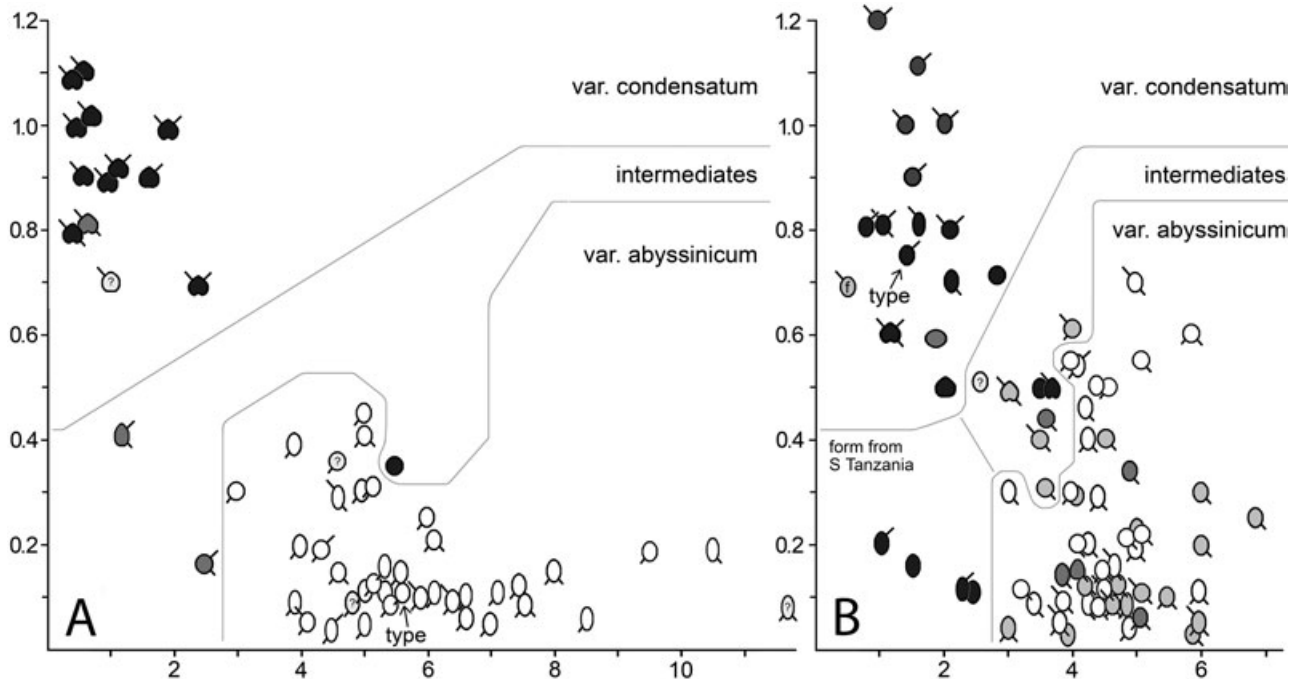 1.2
1.0
0.8
0.6
0.4
0.2
var. condensatum
intermediates
var. abyssinicum
?
?
?
?
type
A
2
4
6
8
10
1.2
1.0
0.8
0.6
0.4
0.2
var. condensatum
intermediates
var. abyssinicum
f
type
?
form from
S Tanzania
B
2
4
6